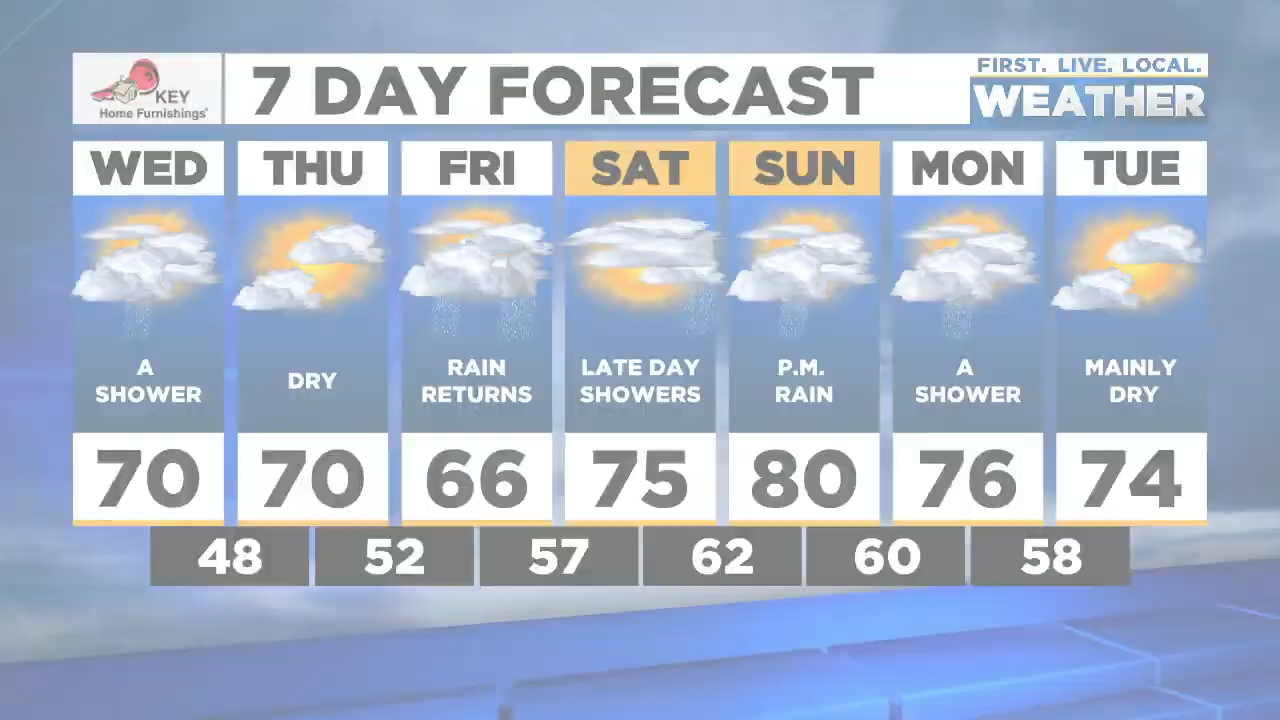 KEY
Home Furnishings
7 DAY FORECAST
FIRST. LIVE. LOCAL.
WEATHER
WED THU FRI SAT SUN MON TUE
A
SHOWER
DRY
RAIN
RETURNS
LATE DAY
SHOWERS
P.M.
RAIN
A
SHOWER
MAINLY
DRY
70 70 66 75 80 76 74
48 52 57 62 60 58